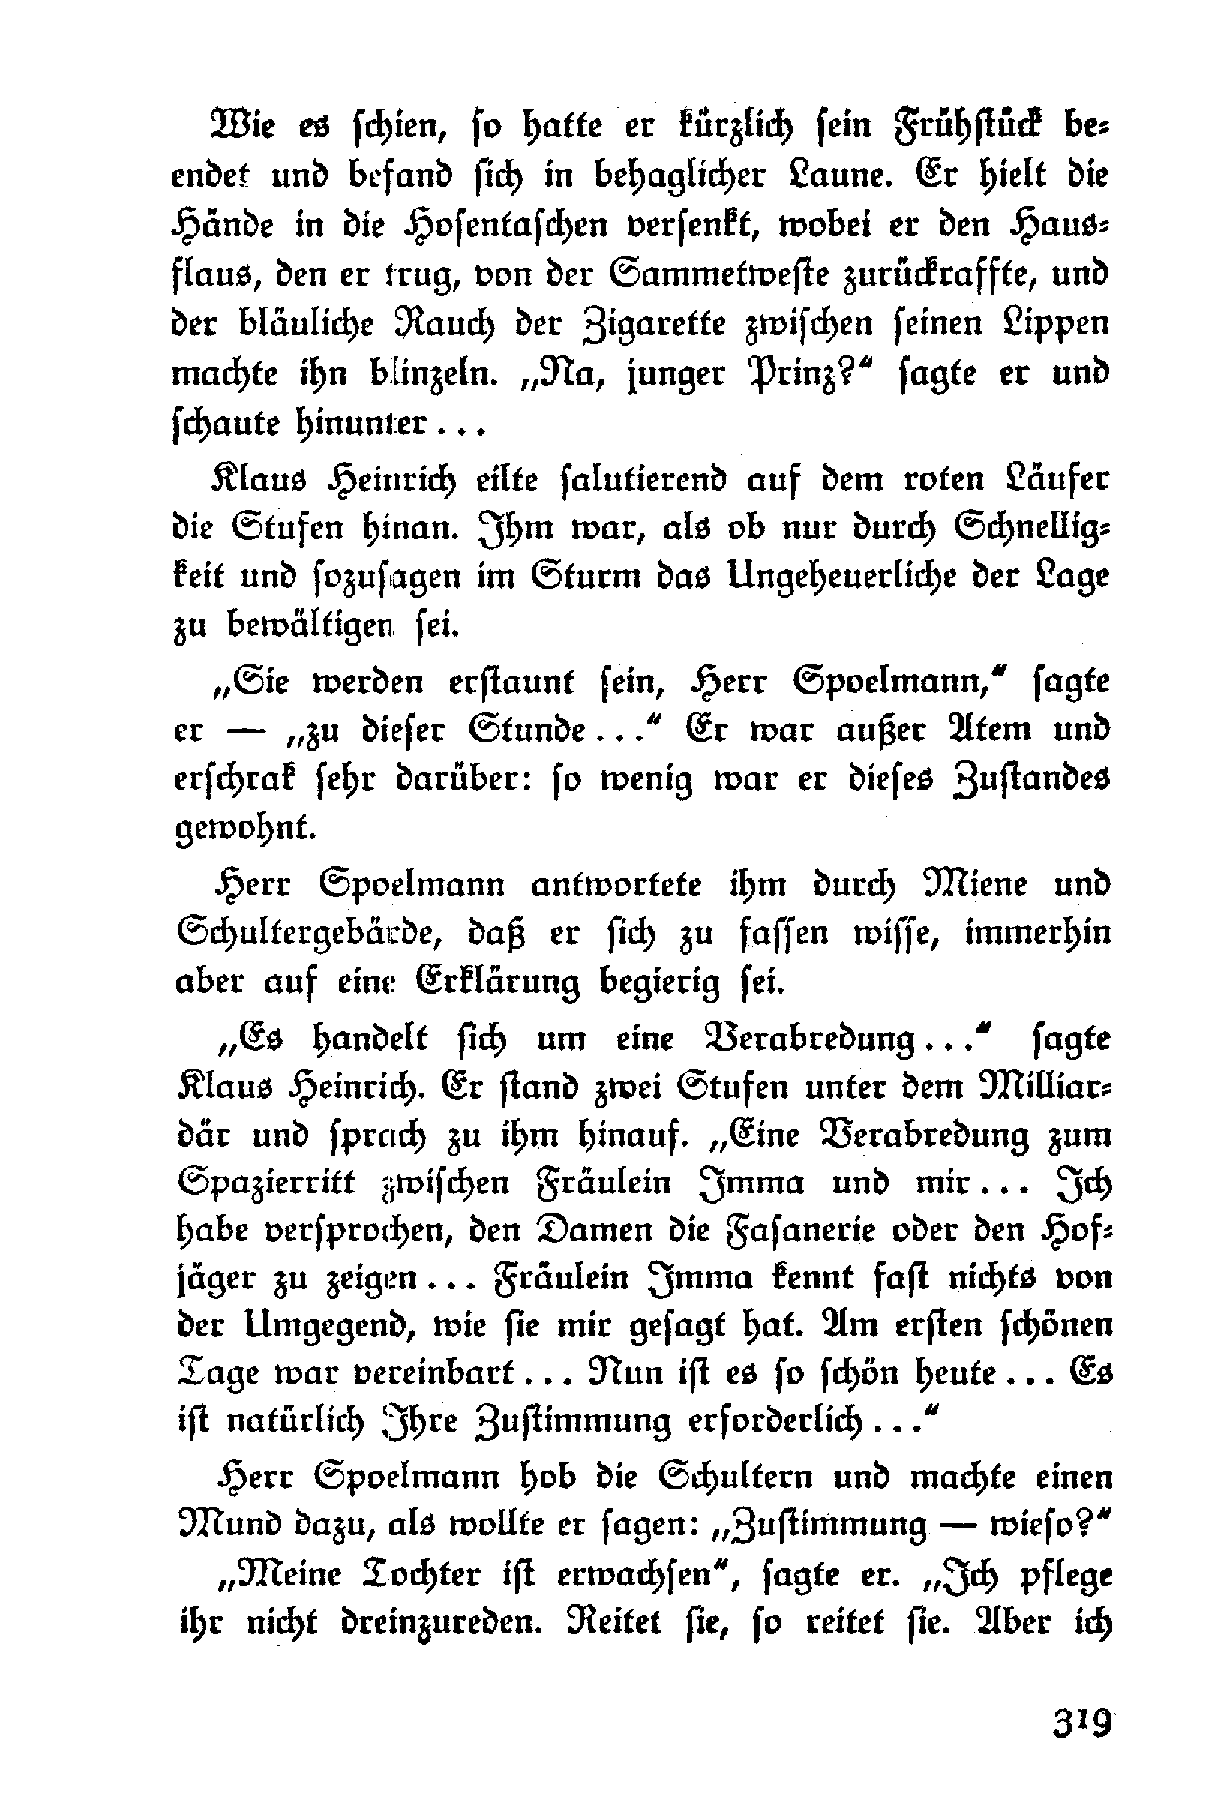 Wie es schien, so hatte er kürzlich sein Frühstück be-
endet und befand sich in behaglicher Laune. Er hielt die
Hände in die Hosentaschen versenkt, wobei er den Haus-
flaus, den er trug, von der Sammetweste zurückraffte, und
der bläuliche Rauch der Zigarette zwischen seinen Lippen
machte ihn blinzeln. „Na, junger Prinz?“ sagte er und
schaute hinunter...
Klaus Heinrich eilte salutierend auf dem roten Läufer
die Stufen hinan. Ihm war, als ob nur durch Schnellig-
keit und sozusagen im Sturm das Ungeheuerliche der Lage
zu bewältigen sei.
„Sie werden erstaunt sein, Herr Spoelmann,“ sagte
er — „zu dieser Stunde...“ Er war außer Atem und
erschrak sehr darüber: so wenig war er dieses Zustandes
gewohnt.
Herr Spoelmann antwortete ihm durch Miene und
Schultergebärde, daß er sich zu fassen wisse, immerhin
aber auf eine Erklärung begierig sei.
„Es handelt sich um eine Verabredung...“ sagte
Klaus Heinrich. Er stand zwei Stufen unter dem Milliar-
där und sprach zu ihm hinauf. „Eine Verabredung zum
Spazierritt zwischen Fräulein Imma und mir... Ich
habe versprochen, den Damen die Fasanerie oder den Hof-
jäger zu zeigen... Fräulein Imma kennt fast nichts von
der Umgegend, wie sie mir gesagt hat. Am ersten schönen
Tage war vereinbart... Nun ist es so schön heute... Es
ist natürlich Ihre Zustimmung erforderlich...“
Herr Spoelmann hob die Schultern und machte einen
Mund dazu, als wollte er sagen: „Zustimmung — wieso?“
„Meine Tochter ist erwachsen“, sagte er. „Ich pflege
ihr nicht dreinzureden. Reitet sie, so reitet sie. Aber ich
319